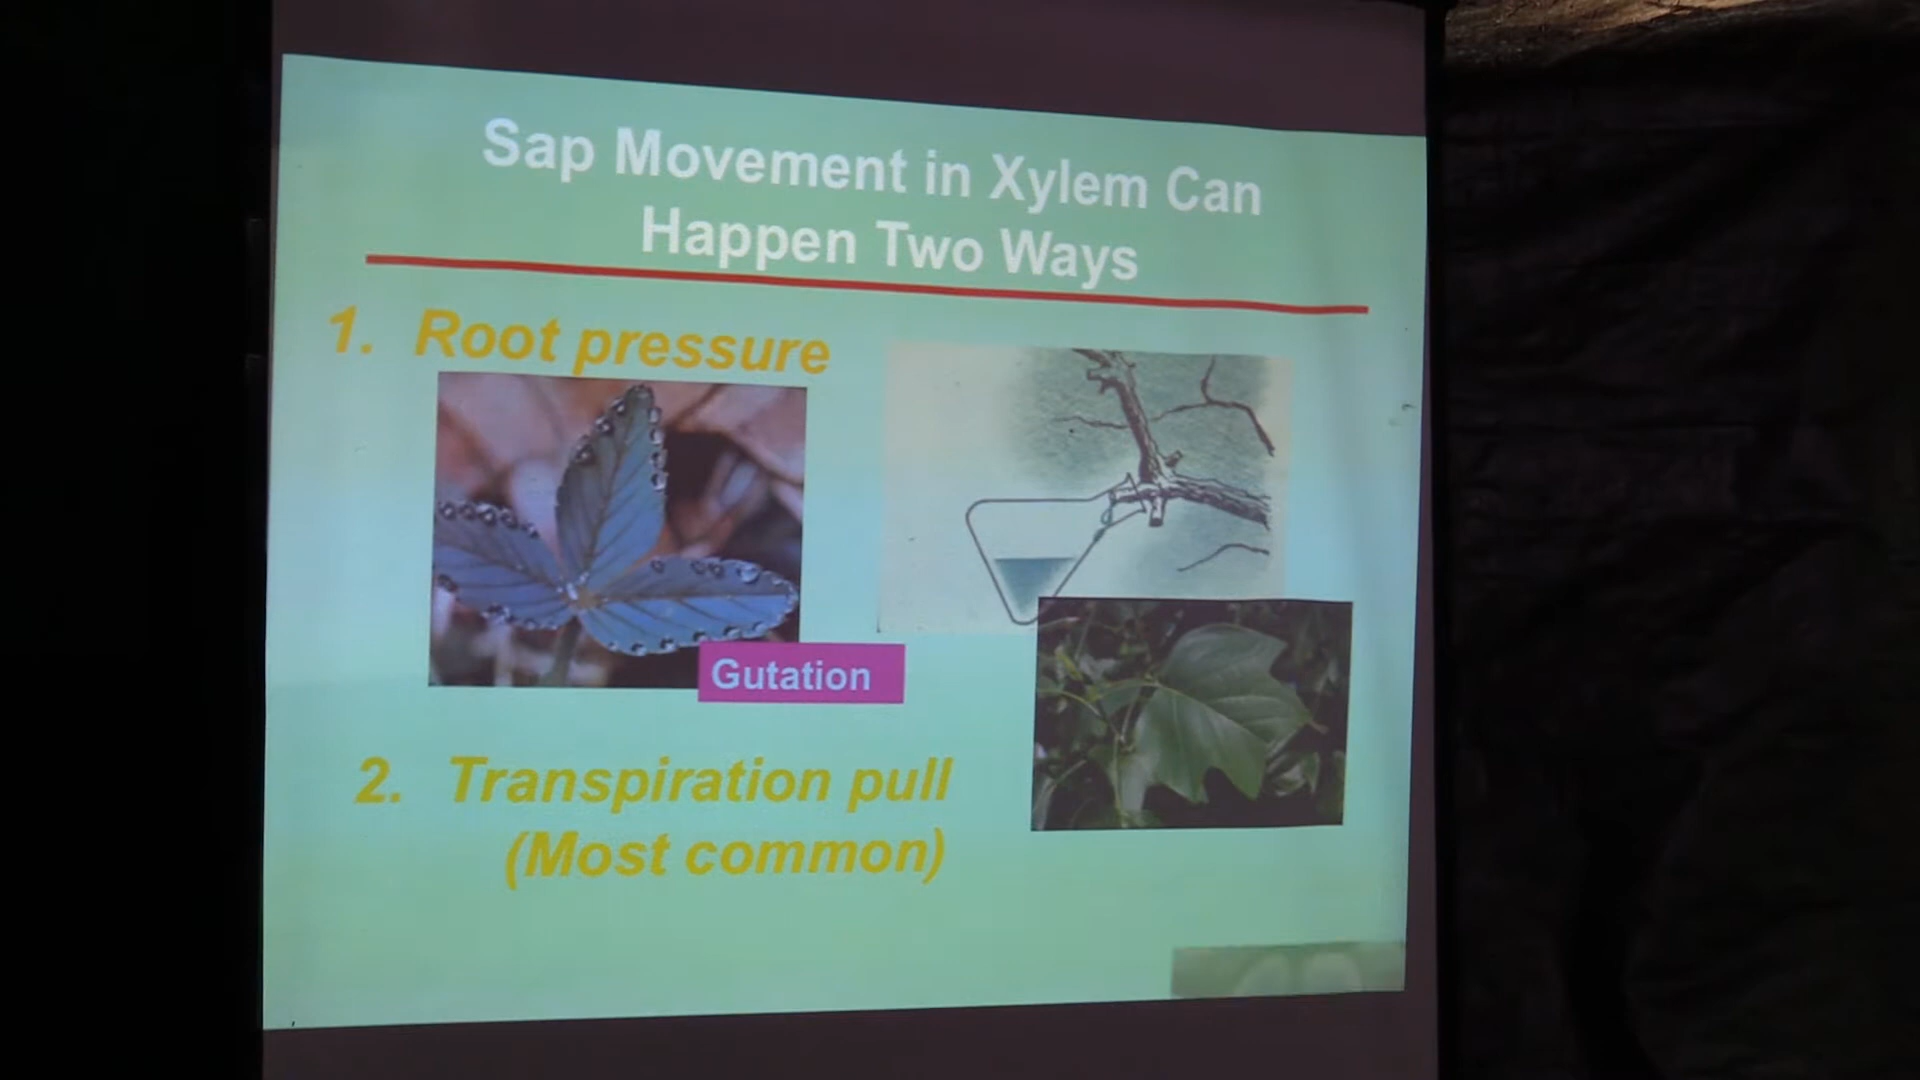 Sap Movement in Xylem Can
Happen Two Ways
1. Root pressure
Gutation
2. Transpiration pull
(Most common)